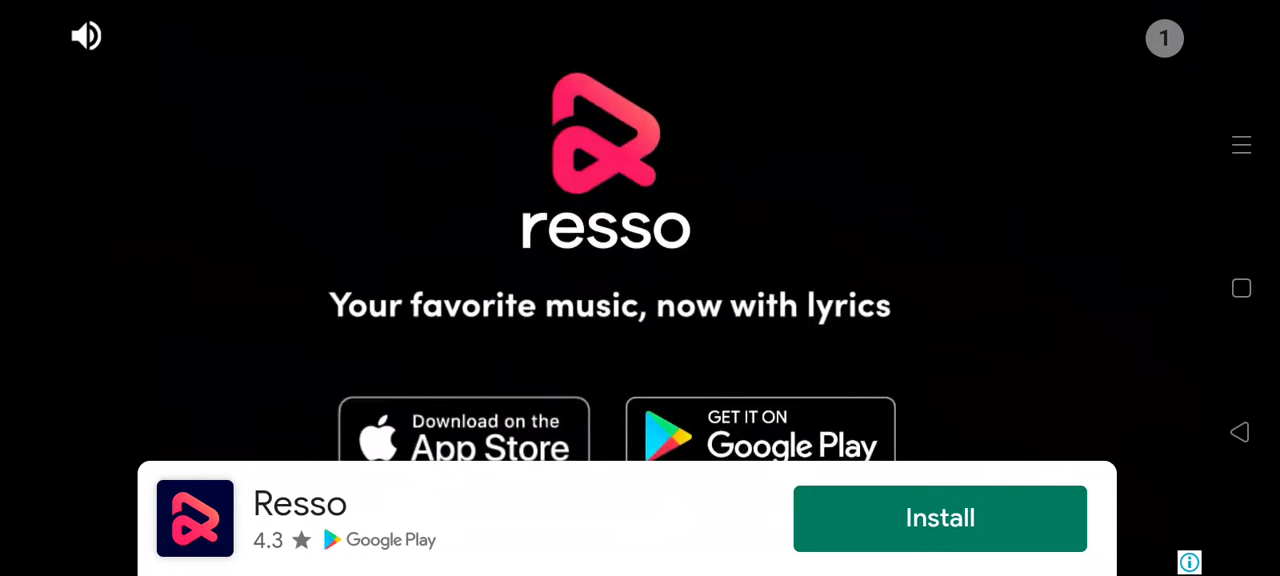 1
resso
Your favorite music, now with lyrics
Download on the
App Store
GET IT ON
Google Play
Resso
4.3 ★ Google Play
Install